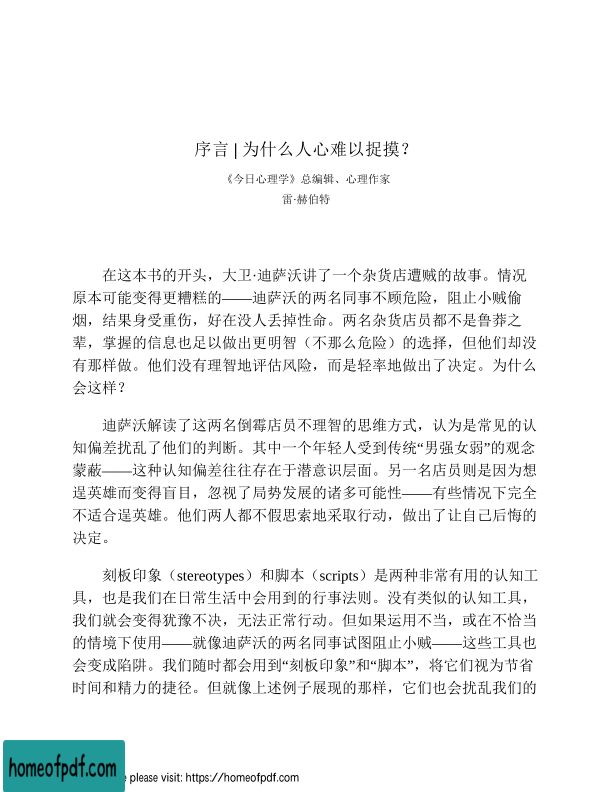 序言 | 为什么人心难以捉摸？
《今日心理学》总编辑、心理作家
雷·赫伯特
在这本书的开头，大卫·迪萨沃讲了一个杂货店遭贼的故事。情况
原本可能变得更糟糕的——迪萨沃的两名同事不顾危险，阻止小贼偷
烟，结果身受重伤，好在没人丢掉性命。两名杂货店员都不是鲁莽之
辈，掌握的信息也足以做出更明智（不那么危险）的选择，但他们却没
有那样做。他们没有理智地评估风险，而是轻率地做出了决定。为什么
会这样？
迪萨沃解读了这两名倒霉店员不理智的思维方式，认为是常见的认
知偏差扰乱了他们的判断。其中一个年轻人受到传统“男强女弱”的观念
蒙蔽——这种认知偏差往往存在于潜意识层面。另一名店员则是因为想
逞英雄而变得盲目，忽视了局势发展的诸多可能性——有些情况下完全
不适合逞英雄。他们两人都不假思索地采取行动，做出了让自己后悔的
决定。
刻板印象（stereotypes）和脚本（scripts）是两种非常有用的认知工
具，也是我们在日常生活中会用到的行事法则。没有类似的认知工具，
我们就会变得犹豫不决，无法正常行动。但如果运用不当，或在不恰当
的情境下使用——就像迪萨沃的两名同事试图阻止小贼——这些工具也
会变成陷阱。我们随时都会用到“刻板印象”和“脚本”，将它们视为节省
时间和精力的捷径。但就像上述例子展现的那样，它们也会扰乱我们的
homeofpdf.com
e please visit: https://homeofpdf.com